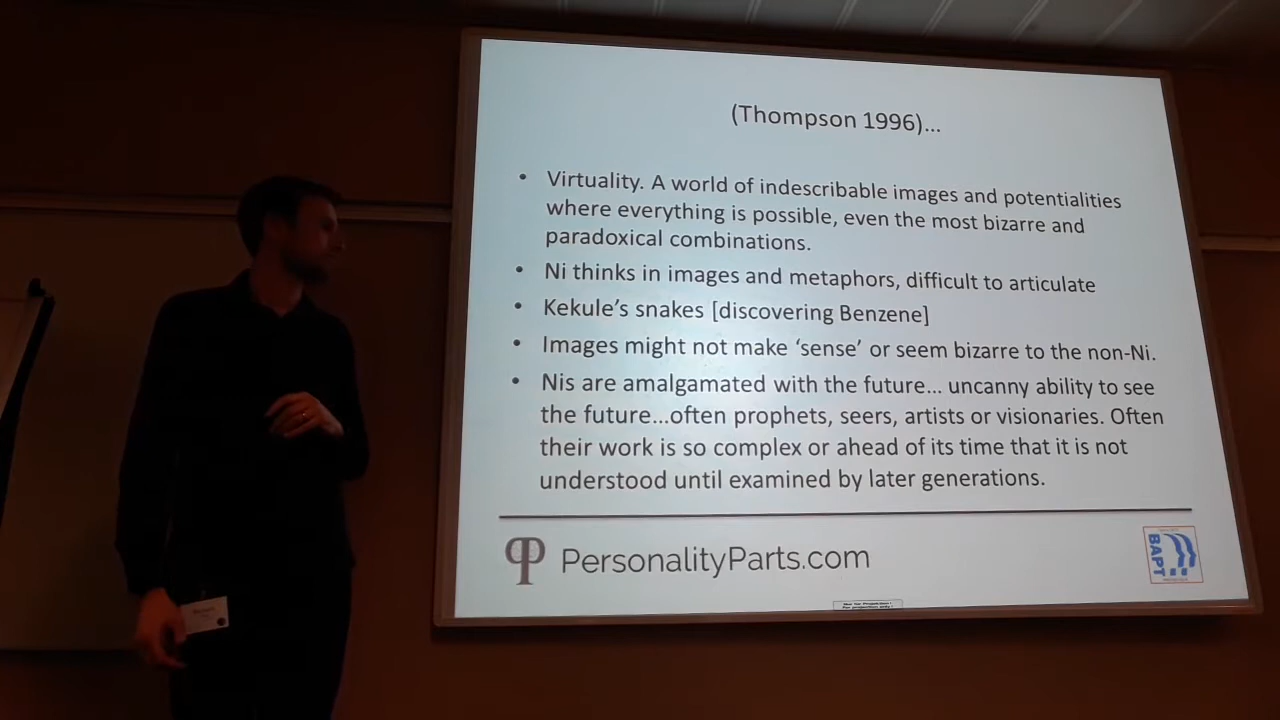 (Thompson 1996)...
• Virtuality. A world of indescribable images and potentialities
where everything is possible, even the most bizarre and
paradoxical combinations.
• Ni thinks in images and metaphors, difficult to articulate
• Kekule’s snakes [discovering Benzene]
• Images might not make ‘sense’ or seem bizarre to the non-Ni.
• Nis are amalgamated with the future... uncanny ability to see
the future...often prophets, seers, artists or visionaries. Often
their work is so complex or ahead of its time that it is not
understood until examined by later generations.
PersonalityParts.com
BAPT